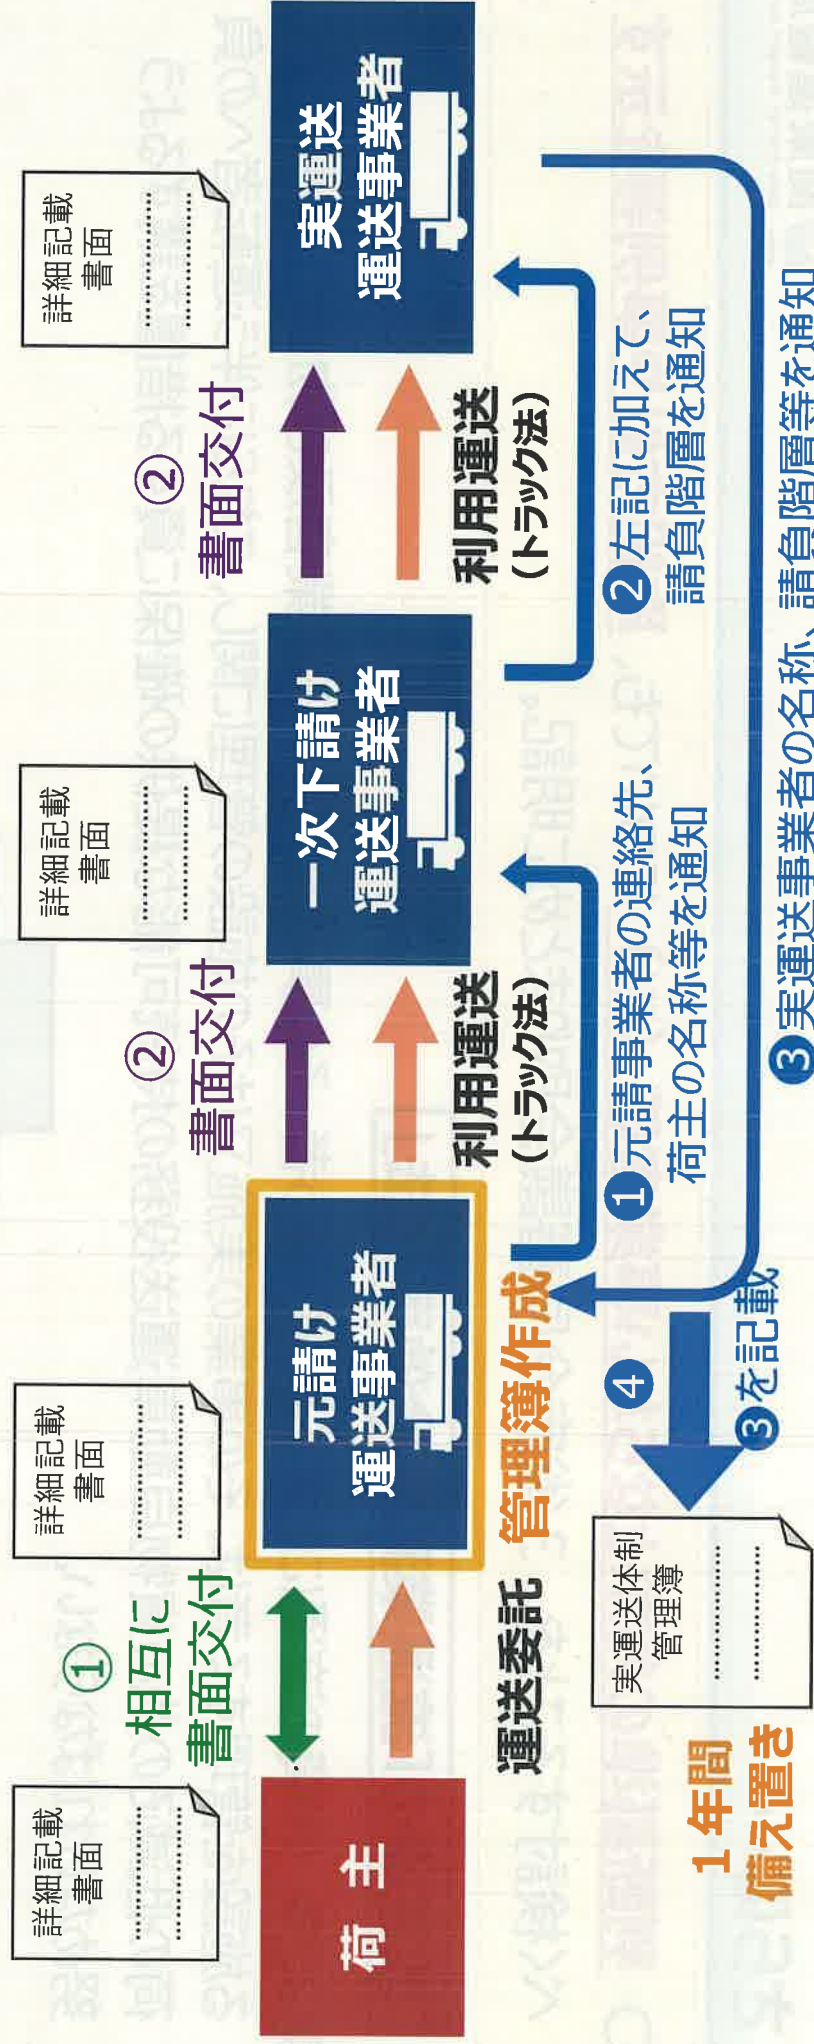 詳細記載
書面
詳細記載
書面
詳細記載
書面
詳細記載
書面
①
相互に
書面交付
②
書面交付
②
書面交付
荷 主
元請け
運送事業者
一次下請け
運送事業者
実運送
運送事業者
運送委託
管理簿作成
利用運送
(トラック法)
利用運送
(トラック法)
❶元請事業者の連絡先、
荷主の名称等を通知
❷左記に加えて、
請負階層を通知
❸実運送事業者の名称、請負階層等を通知
❹
❸を記載
実運送体制
管理簿
1年間
備え置き